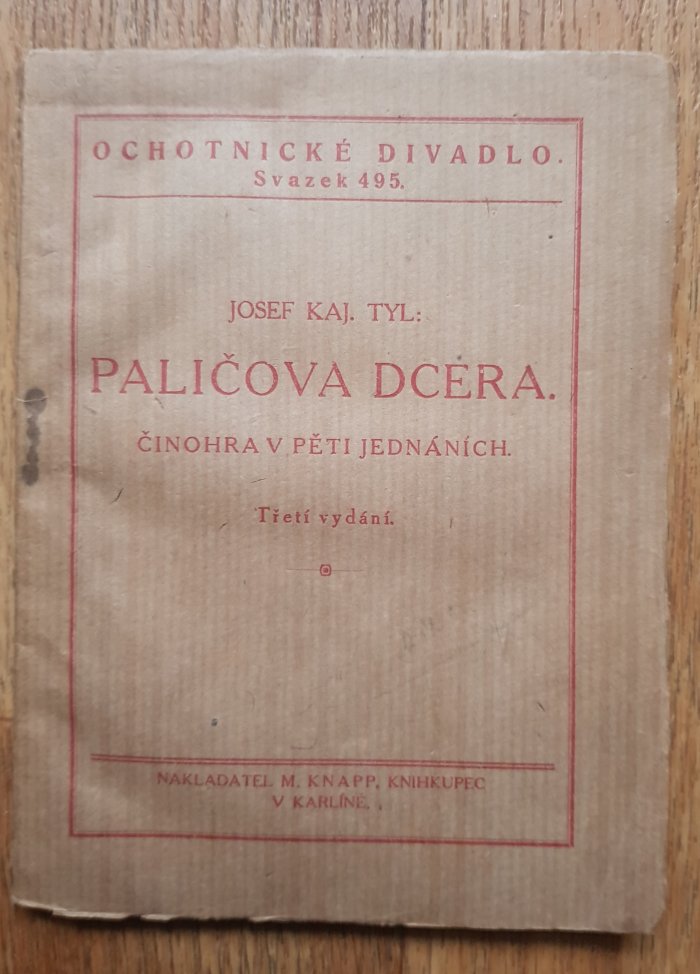 OCHOTNICKÉ DIVADLO.
Svazek 495.
JOSEF KAJ. TYL:
PALIČOVA DCERA.
ČINOHRA V PĚTI JEDNÁNÍCH.
Třetí vydání.
NAKLADATEL M. KNAPP, KNIHKUPEC
V KARLÍNĚ.